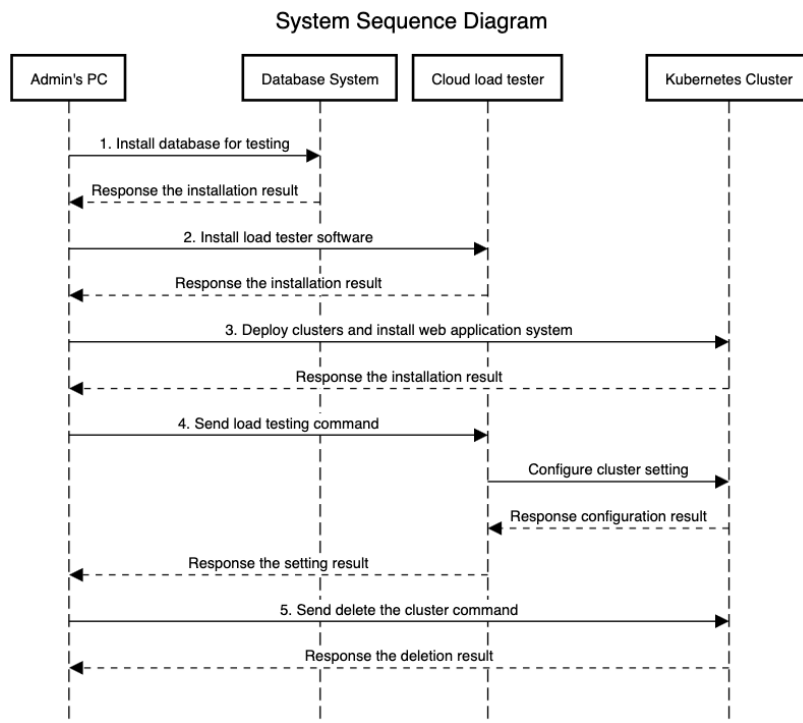 System Sequence Diagram
Admin's PC
Database System
Cloud load tester
Kubernetes Cluster
1. Install database for testing
Response the installation result
2. Install load tester software
Response the installation result
3. Deploy clusters and install web application system
Response the installation result
4. Send load testing command
Configure cluster setting
Response configuration result
Response the setting result
5. Send delete the cluster command
Response the deletion result